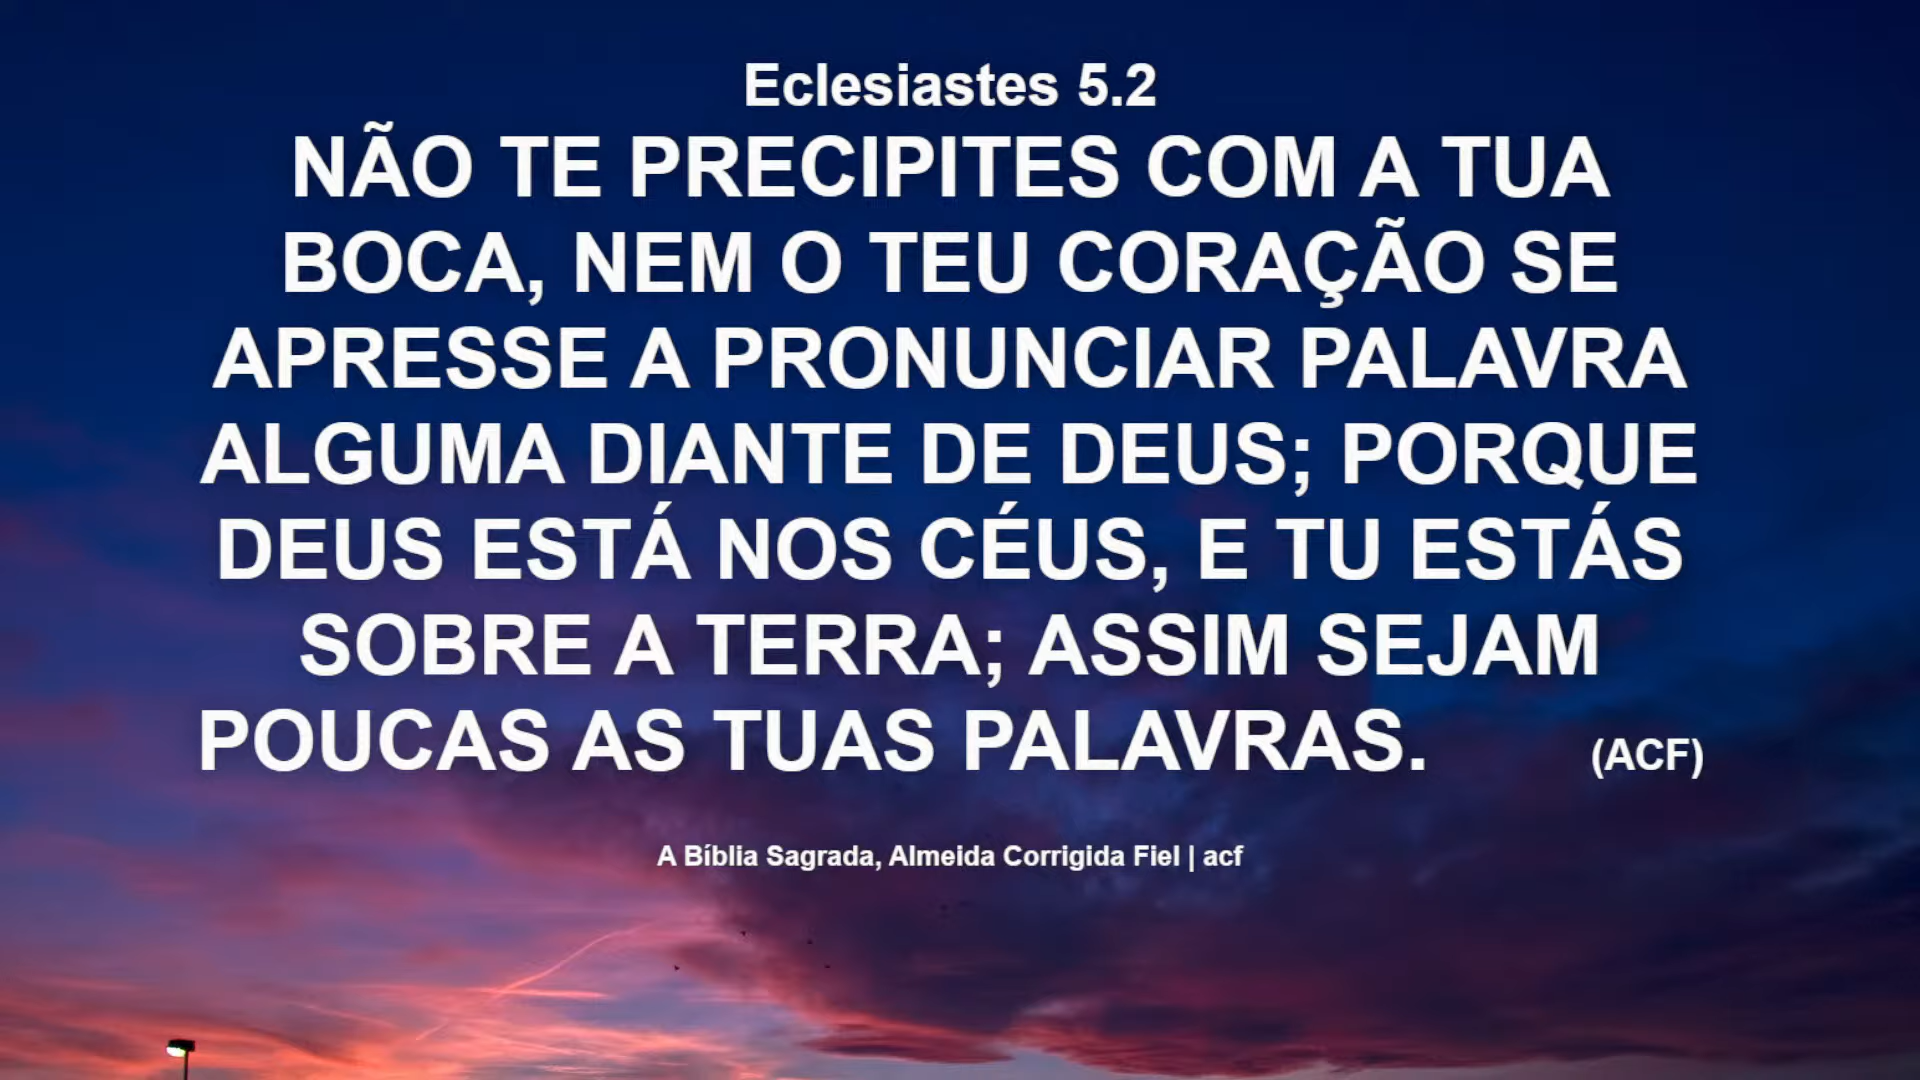 Eclesiastes 5.2
NÃO TE PRECIPITES COM A TUA
BOCA, NEM O TEU CORAÇÃO SE
APRESSE A PRONUNCIAR PALAVRA
ALGUMA DIANTE DE DEUS; PORQUE
DEUS ESTÁ NOS CÉUS, E TU ESTÁS
SOBRE A TERRA; ASSIM SEJAM
POUCAS AS TUAS PALAVRAS. (ACF)
A Bíblia Sagrada, Almeida Corrigida Fiel | acf